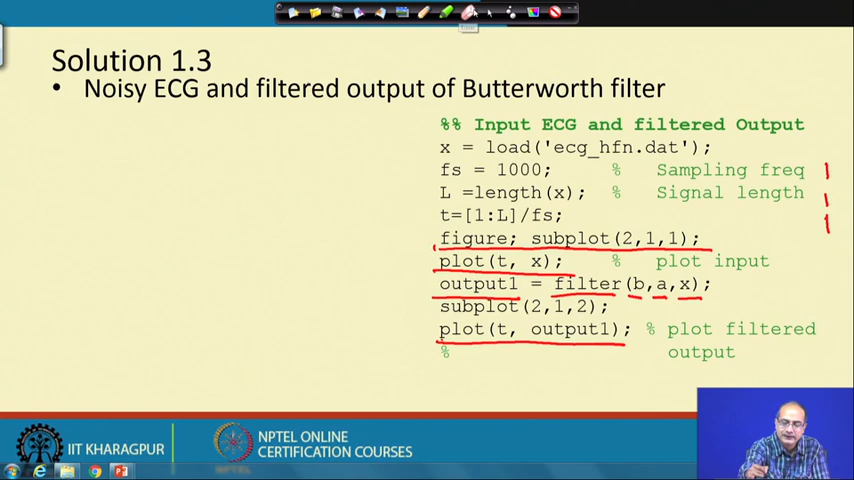 Solution 1.3
• Noisy ECG and filtered output of Butterworth filter
%% Input ECG and filtered Output
x = load('ecg_hfn.dat');
fs = 1000; % Sampling freq
L =length(x); % Signal length
t=[1:L]/fs;
figure; subplot(2,1,1);
plot(t, x); % plot input
output1 = filter(b,a,x);
subplot(2,1,2);
plot(t, output1); % plot filtered
% output
IIT KHARAGPUR
NPTEL ONLINE
CERTIFICATION COURSES
NPTEL